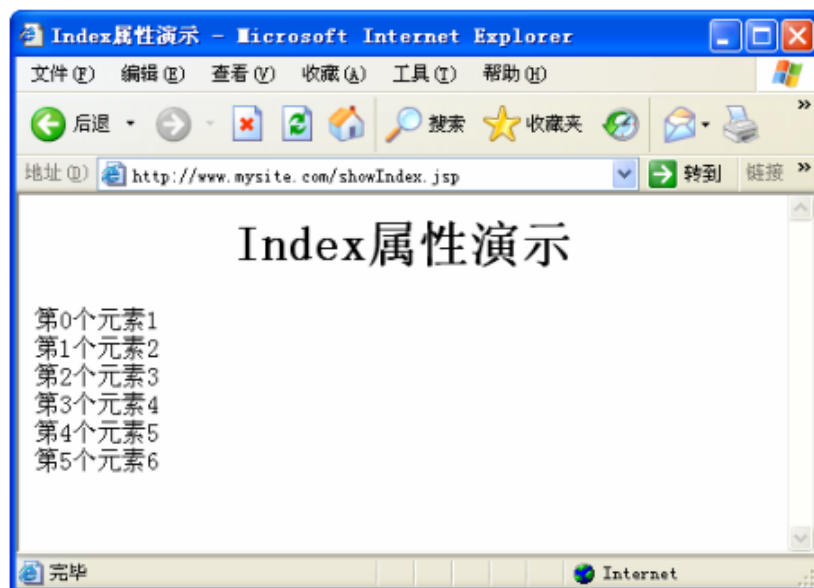 Index属性演示 - Microsoft Internet Explorer
文件(F) 编辑(E) 查看(V) 收藏(A) 工具(T) 帮助(H)
后退 搜索 收藏夹 »
地址(D) http://www.mysite.com/showIndex.jsp 转到 链接 »
Index属性演示
第0个元素1
第1个元素2
第2个元素3
第3个元素4
第4个元素5
第5个元素6
完毕 Internet